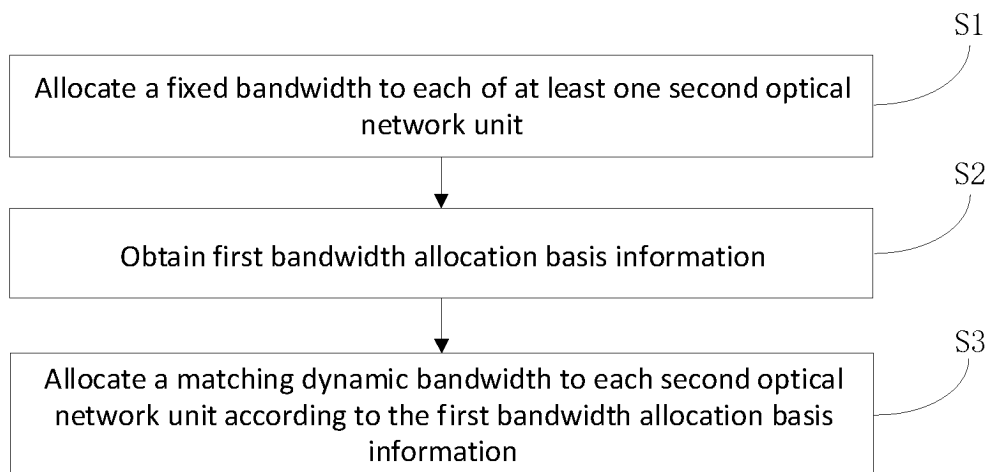 S1
Allocate a fixed bandwidth to each of at least one second optical
network unit
S2
Obtain first bandwidth allocation basis information
S3
Allocate a matching dynamic bandwidth to each second optical
network unit according to the first bandwidth allocation basis
information